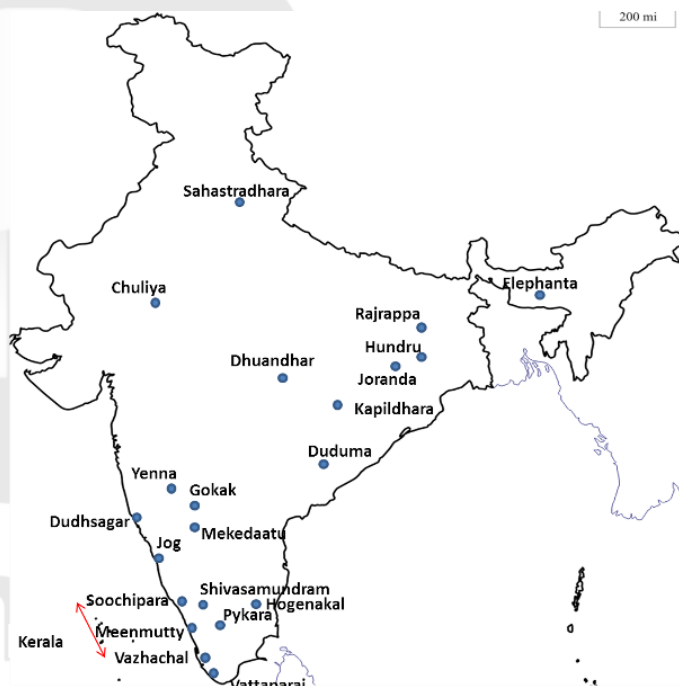 200 mi
Sahastradhara
Elephanta
Chuliya
Rajrappa
Hundru
Dhuandhar
Joranda
Kapildhara
Duduma
Yenna
Gokak
Dudhsagar
Mekedaatu
Jog
Shivasamundram
Soochipara
Hogenakal
Pykara
Meenmutty
Kerala
Vazhachal
Vattaparai